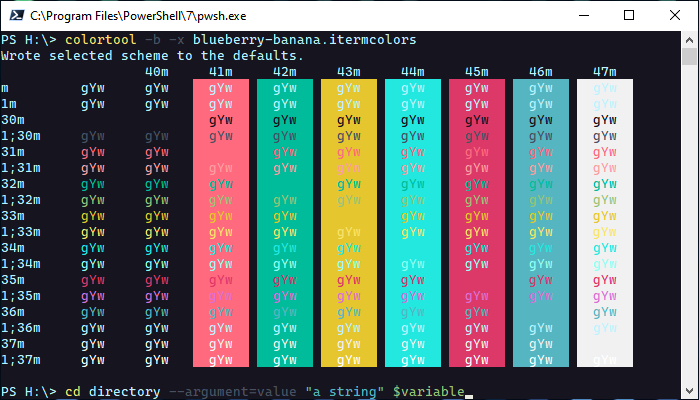 C:\Program Files\PowerShell\7\pwsh.exe
PS H:\> colortool -b -x blueberry-banana.itermcolors
Wrote selected scheme to the defaults.
40m 41m 42m 43m 44m 45m 46m 47m
m gYw gYw gYw gYw gYw gYw gYw gYw gYw
1m gYw gYw gYw gYw gYw gYw gYw gYw gYw
30m gYw gYw gYw gYw gYw gYw gYw
1;30m gYw gYw gYw gYw gYw gYw gYw gYw gYw
31m gYw gYw gYw gYw gYw gYw gYw gYw
1;31m gYw gYw gYw gYw gYw gYw gYw gYw gYw
32m gYw gYw gYw gYw gYw gYw gYw gYw
1;32m gYw gYw gYw gYw gYw gYw gYw gYw gYw
33m gYw gYw gYw gYw gYw gYw gYw gYw
1;33m gYw gYw gYw gYw gYw gYw gYw gYw gYw
34m gYw gYw gYw gYw gYw gYw gYw gYw
1;34m gYw gYw gYw gYw gYw gYw gYw gYw gYw
35m gYw gYw gYw gYw gYw gYw gYw gYw
1;35m gYw gYw gYw gYw gYw gYw gYw gYw gYw
36m gYw gYw gYw gYw gYw gYw gYw gYw
1;36m gYw gYw gYw gYw gYw gYw gYw gYw gYw
37m gYw gYw gYw gYw gYw gYw gYw gYw
1;37m gYw gYw gYw gYw gYw gYw gYw gYw gYw
PS H:\> cd directory --argument=value "a string" $variable